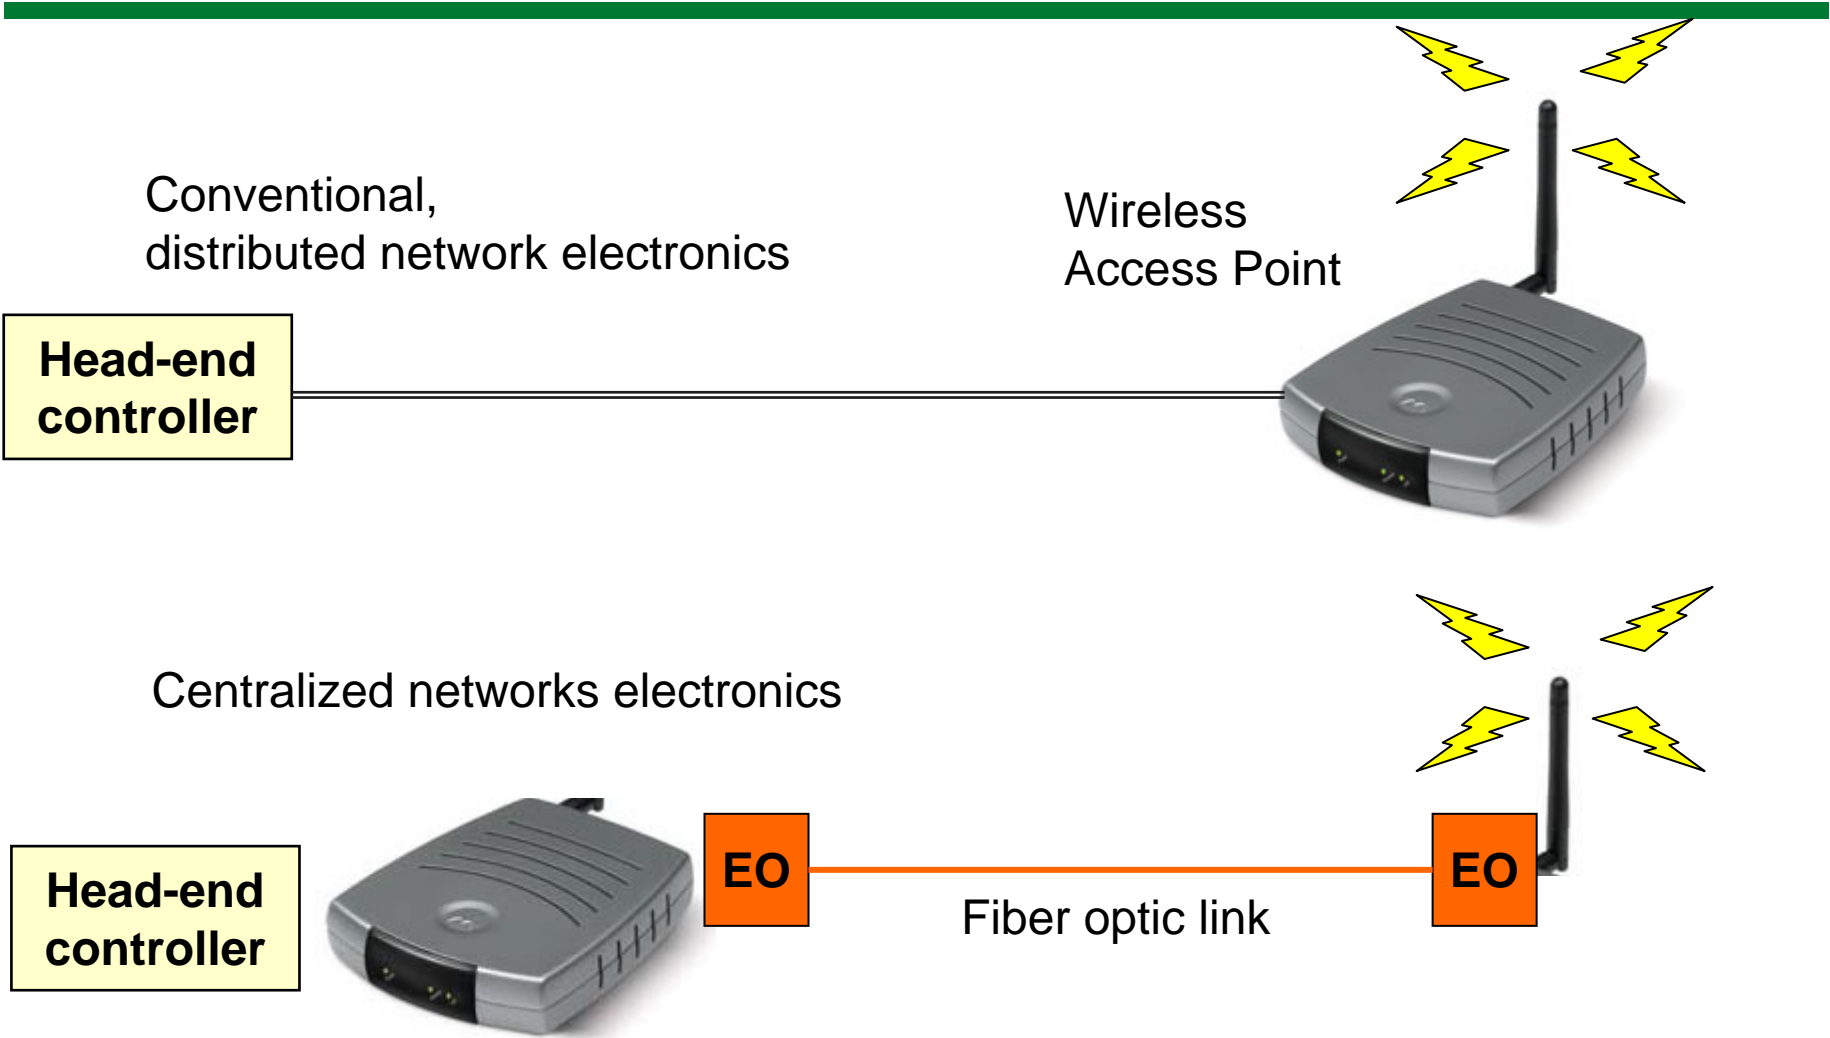 Conventional,
distributed network electronics
Wireless
Access Point
Head-end
controller
Centralized networks electronics
Head-end
controller
EO
EO
Fiber optic link